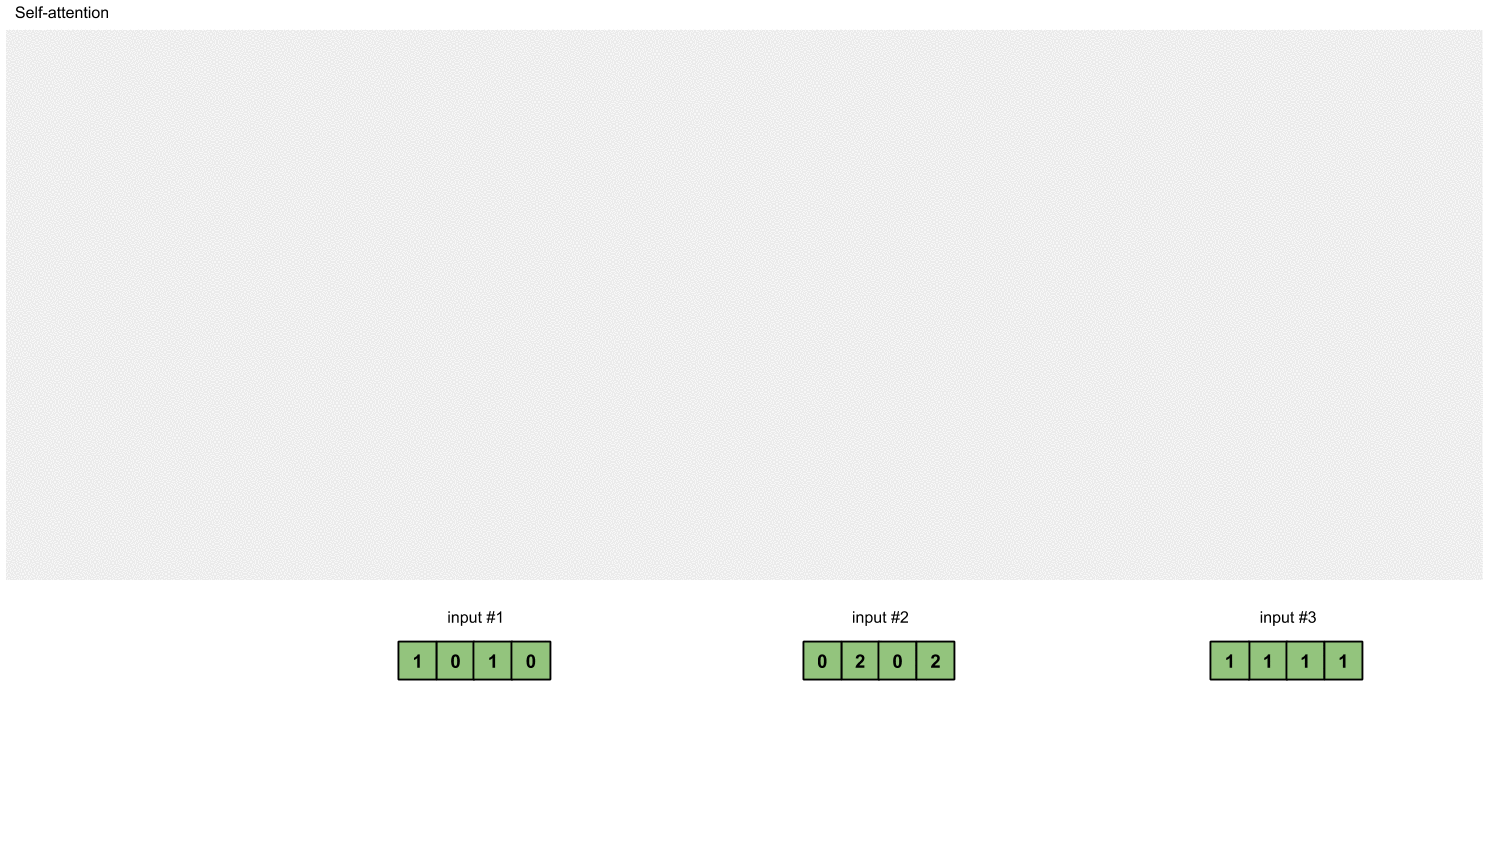 Self-attention
input #1 input #2 input #3
1 0 1 0 0 2 0 2 1 1 1 1